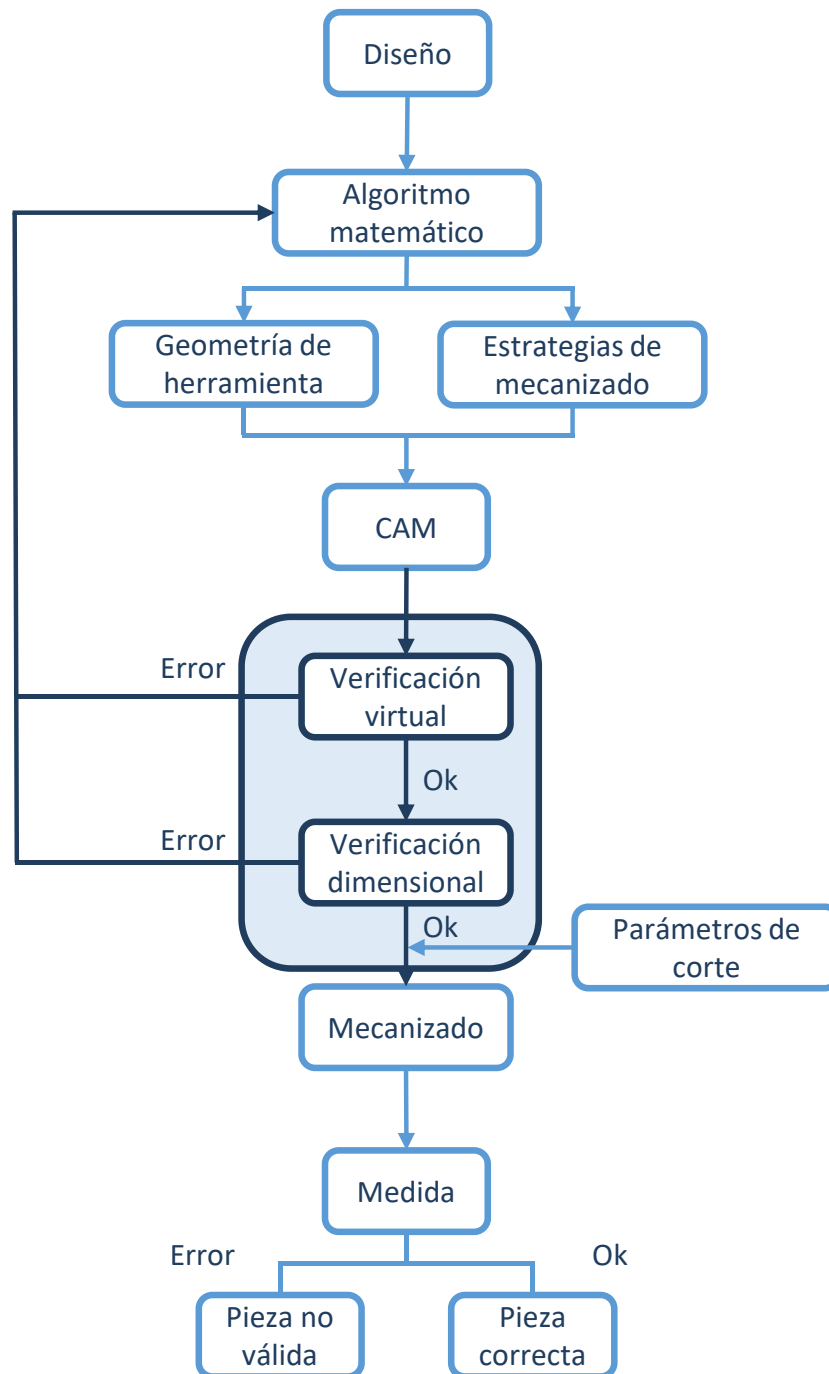 Diseño
Algoritmo
matemático
Geometría de
herramienta
Estrategias de
mecanizado
CAM
Error
Verificación
virtual
Ok
Error
Verificación
dimensional
Ok
Parámetros de
corte
Mecanizado
Medida
Error
Ok
Pieza no
válida
Pieza
correcta